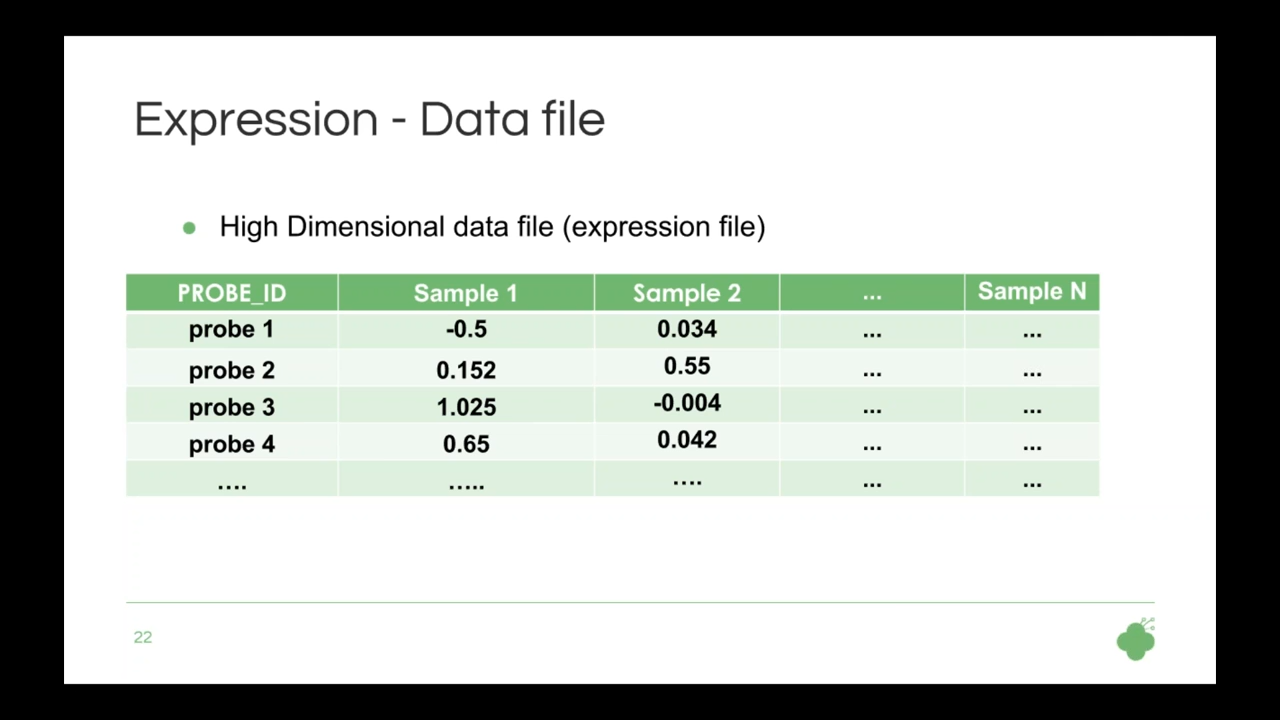 Expression - Data file
● High Dimensional data file (expression file)
PROBE_ID Sample 1 Sample 2 ... Sample N
probe 1 -0.5 0.034 ... ...
probe 2 0.152 0.55 ... ...
probe 3 1.025 -0.004 ... ...
probe 4 0.65 0.042 ... ...
.... ..... .... ... ...
22